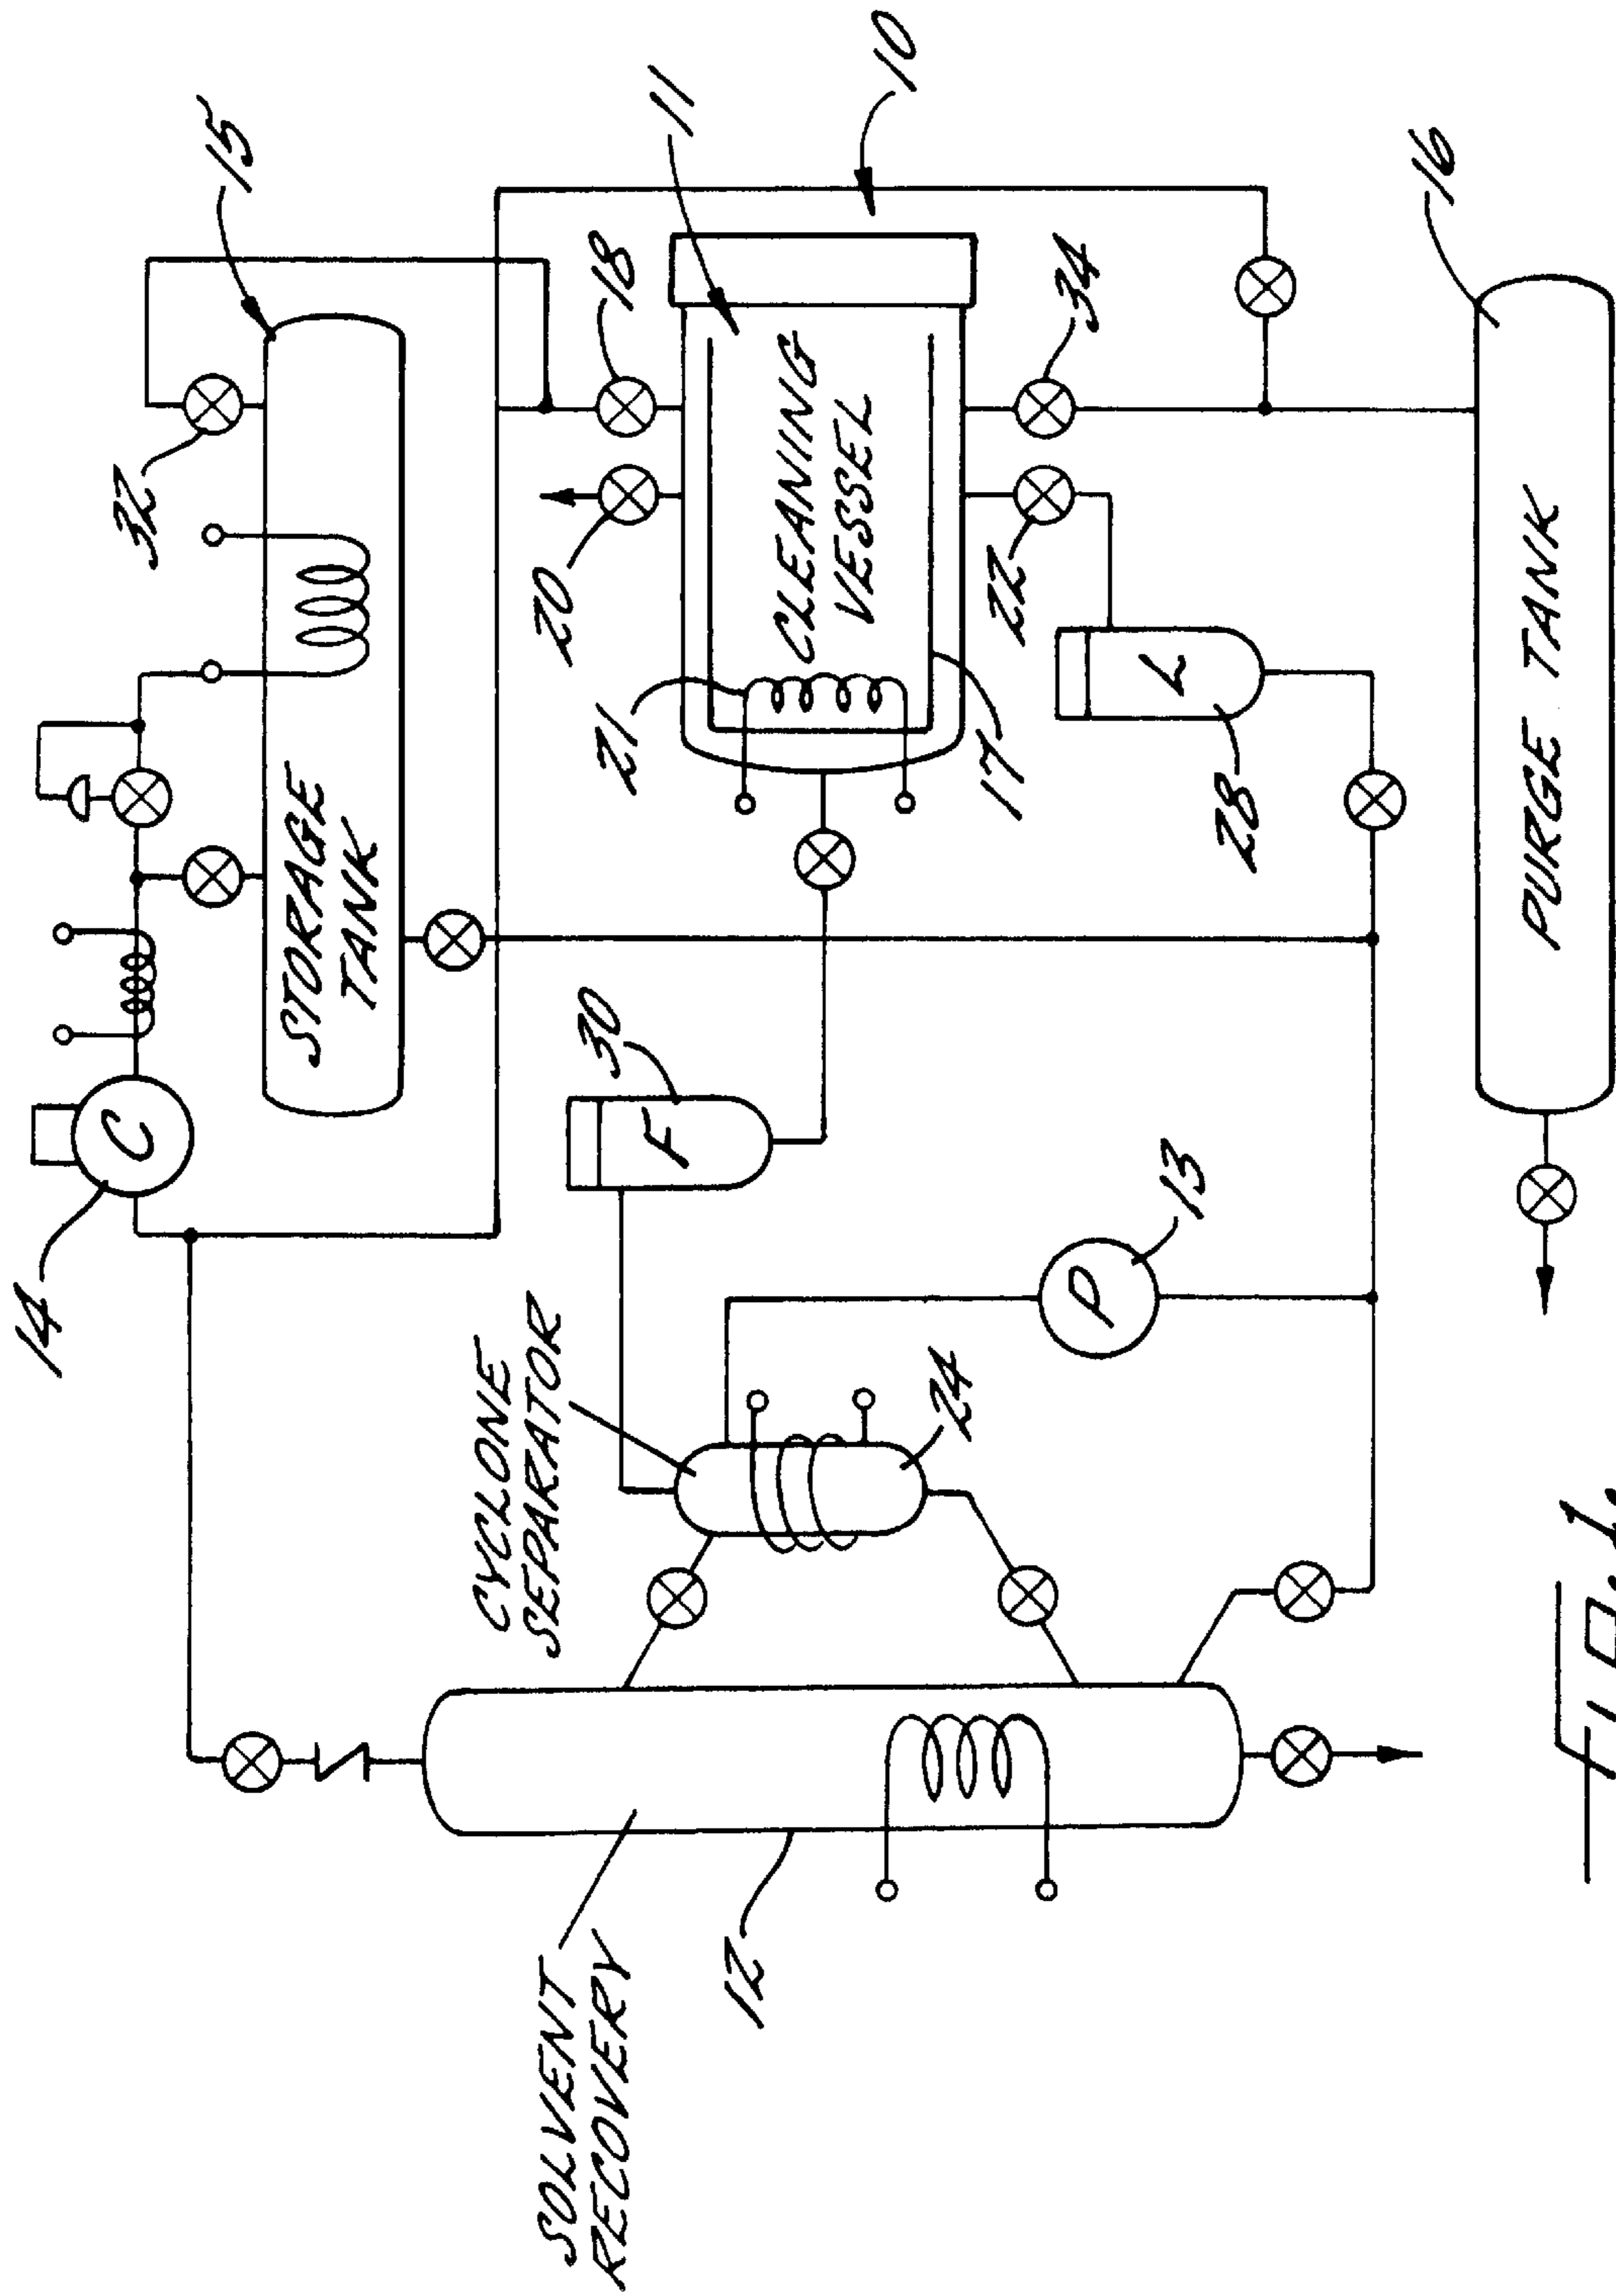 14
C
32
15
STORAGE
TANK
20
18
11
10
21
CLEANING
VESSEL
17
22
34
28
L
30
F
CYCLONE
SEPARATOR
24
13
P
SOLVENT
RECOVERY
12
16
PURGE TANK
FIG. 1.